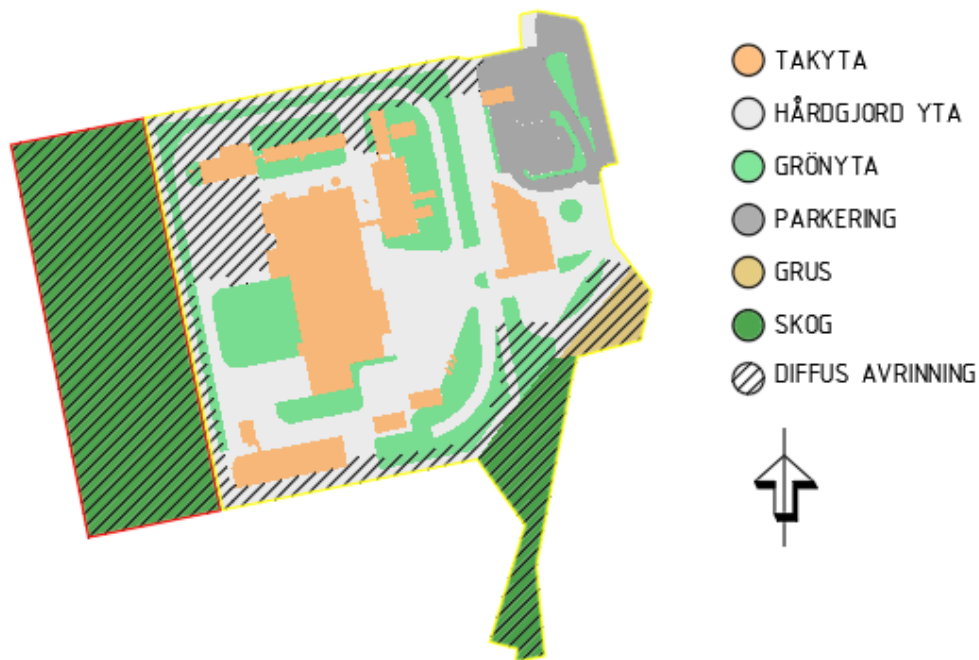 TAKYTA
HÅRDGJORD YTA
GRÖNYTA
PARKERING
GRUS
SKOG
DIFFUS AVRINNING